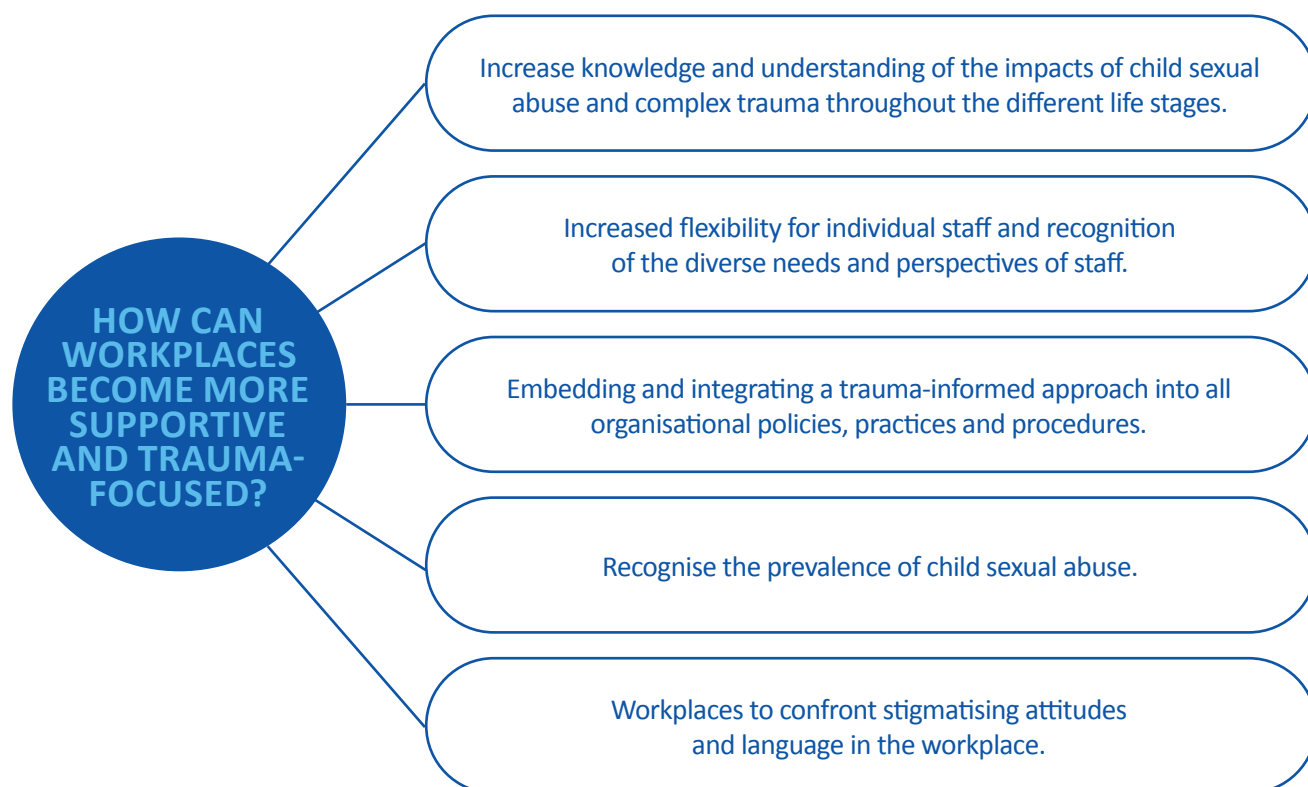 HOW CAN
WORKPLACES
BECOME MORE
SUPPORTIVE
AND TRAUMA-
FOCUSED?
Increase knowledge and understanding of the impacts of child sexual
abuse and complex trauma throughout the different life stages.
Increased flexibility for individual staff and recognition
of the diverse needs and perspectives of staff.
Embedding and integrating a trauma-informed approach into all
organisational policies, practices and procedures.
Recognise the prevalence of child sexual abuse.
Workplaces to confront stigmatising attitudes
and language in the workplace.